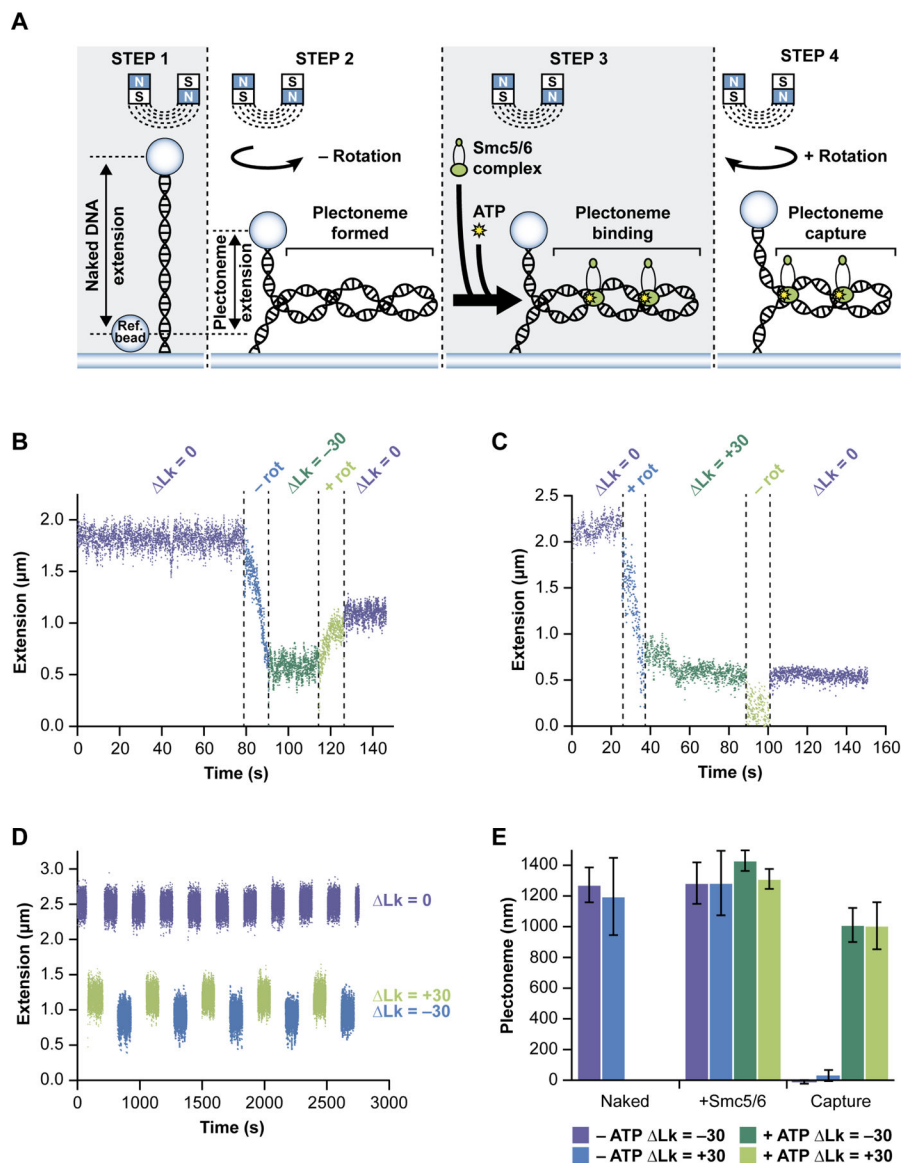 A
STEP 1
STEP 2
STEP 3
STEP 4
N S
S N
N S
S N
N S
S N
N S
S N
Smc5/6
complex
– Rotation
+ Rotation
ATP
Naked DNA
extension
Plectoneme
formed
Plectoneme
binding
Plectoneme
capture
Plectoneme
extension
Ref.
bead
B
ΔLk = 0
– rot
ΔLk = –30
+ rot
ΔLk = 0
Extension (µm)
2.0
1.5
1.0
0.5
0.0
0 20 40 60 80 100 120 140
Time (s)
C
ΔLk = 0
+ rot
ΔLk = +30
– rot
ΔLk = 0
Extension (µm)
2.5
2.0
1.5
1.0
0.5
0.0
0 20 40 60 80 100 120 140 160
Time (s)
D
Extension (µm)
3.0
2.5
2.0
1.5
1.0
0.5
0.0
ΔLk = 0
ΔLk = +30
ΔLk = –30
0 500 1000 1500 2000 2500 3000
Time (s)
E
Plectoneme (nm)
1400
1200
1000
800
600
400
200
0
Naked +Smc5/6 Capture
– ATP ΔLk = –30 + ATP ΔLk = –30
– ATP ΔLk = +30 + ATP ΔLk = +30